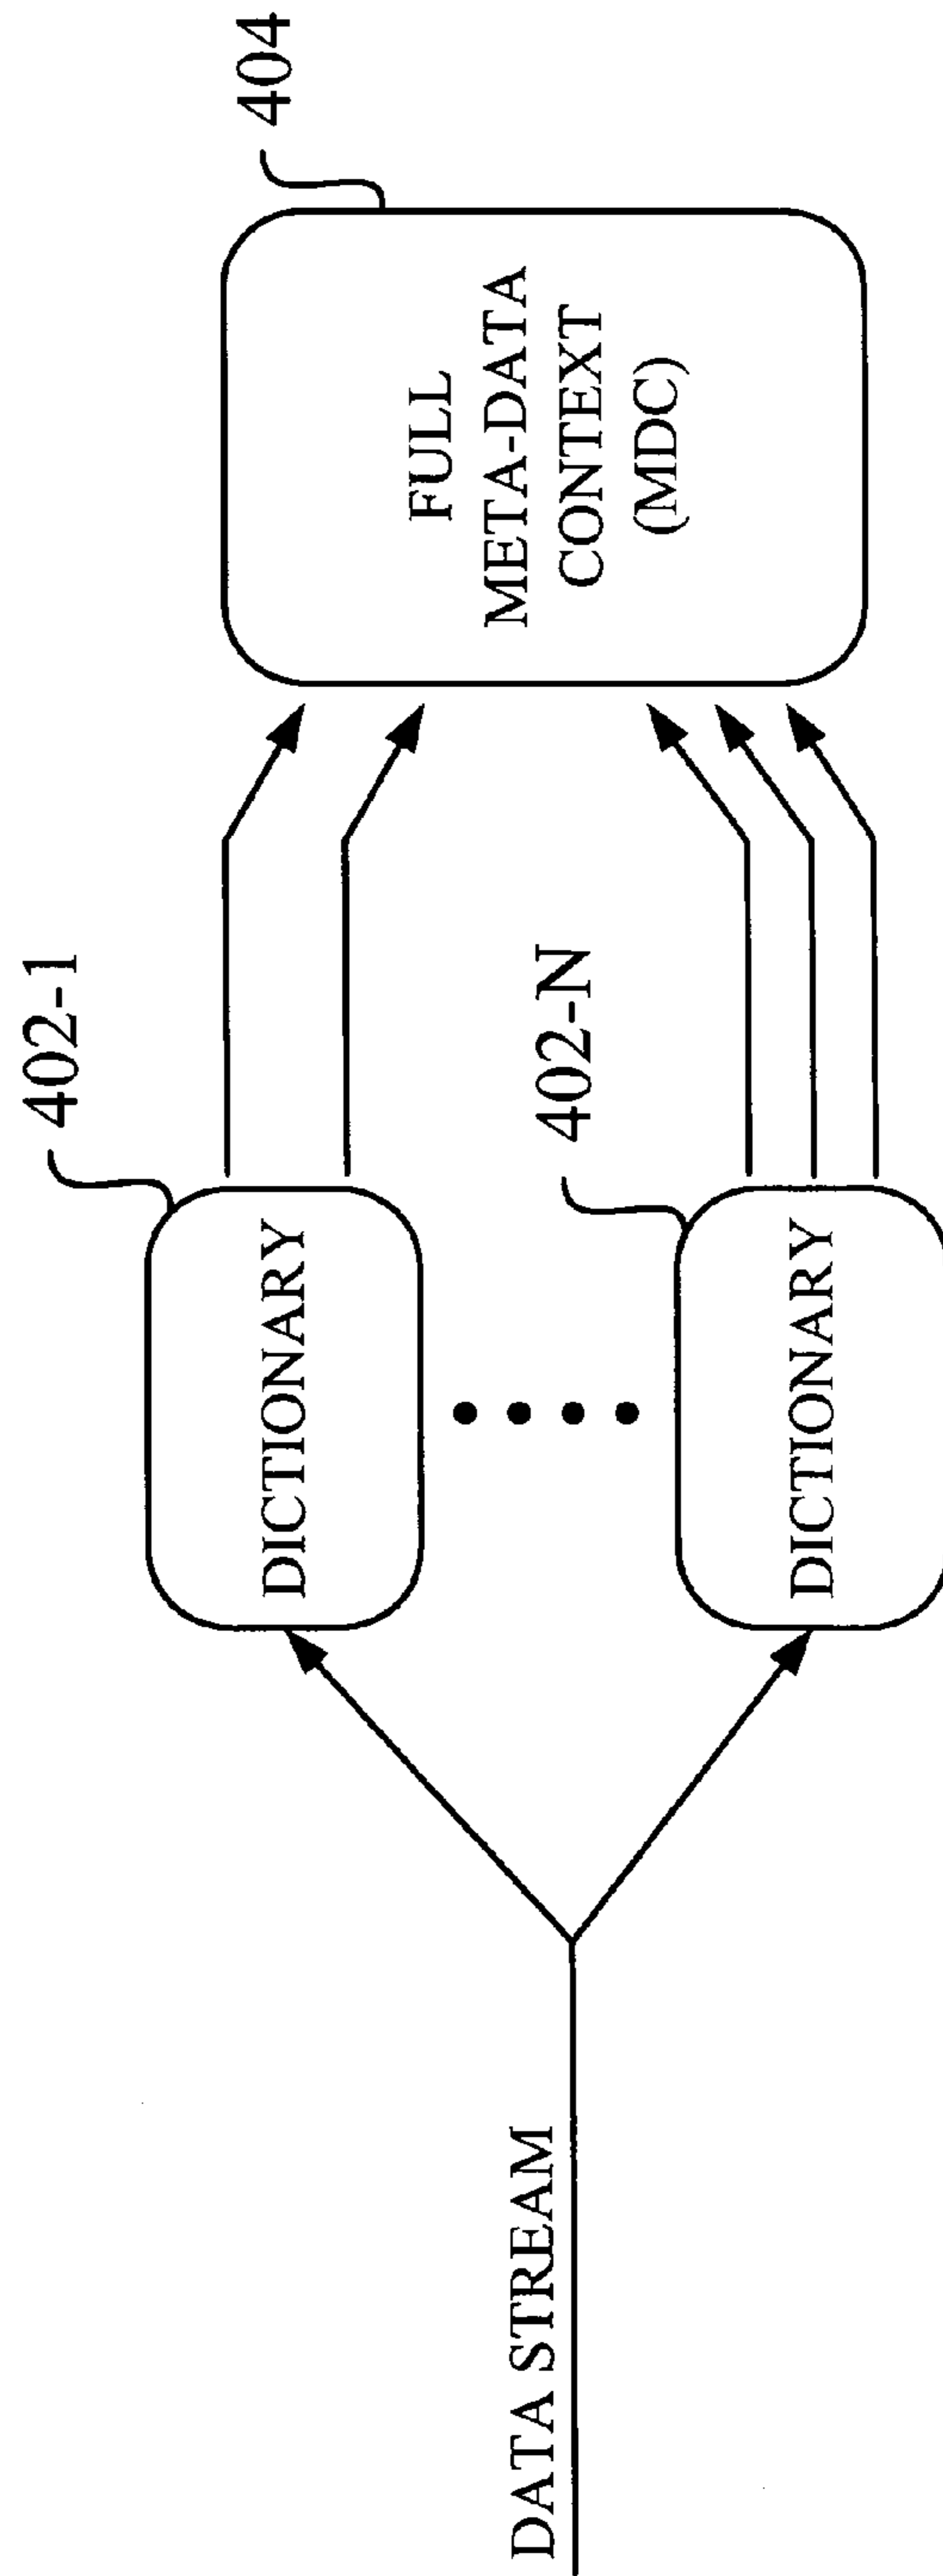 DATA STREAM
402-1
DICTIONARY
402-N
DICTIONARY
404
FULL
META-DATA
CONTEXT
(MDC)